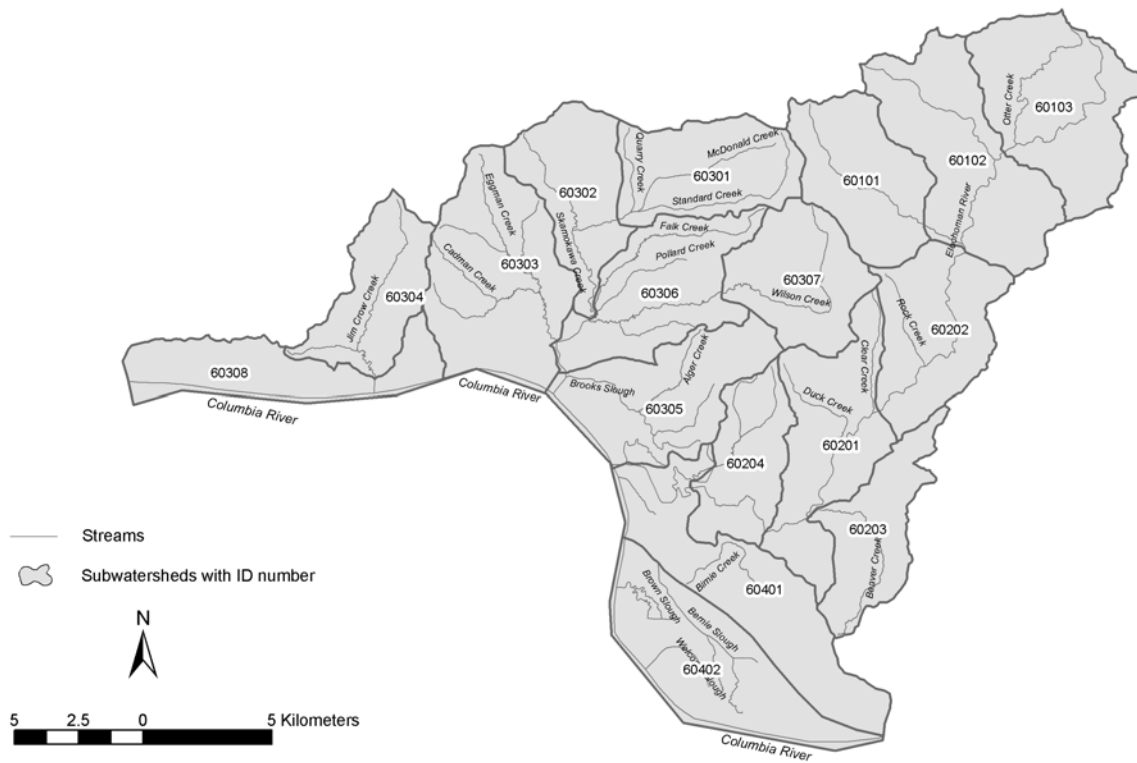 Otter Creek
60103
60102
Elochoman River
60101
McDonald Creek
Quarry Creek
60301
Standard Creek
60302
Skamokawa Creek
Eggman Creek
60303
Cadman Creek
Falk Creek
Pollard Creek
60306
60307
Wilson Creek
60304
Jim Crow Creek
60308
Columbia River
Columbia River
Rock Creek
60202
Clear Creek
Alger Creek
Brooks Slough
60305
Duck Creek
60201
60204
60203
Beaver Creek
Birnie Creek
60401
Brown Slough
Bernie Slough
Welcome Slough
60402
Columbia River
Streams
Subwatersheds with ID number
N
5 2.5 0 5 Kilometers